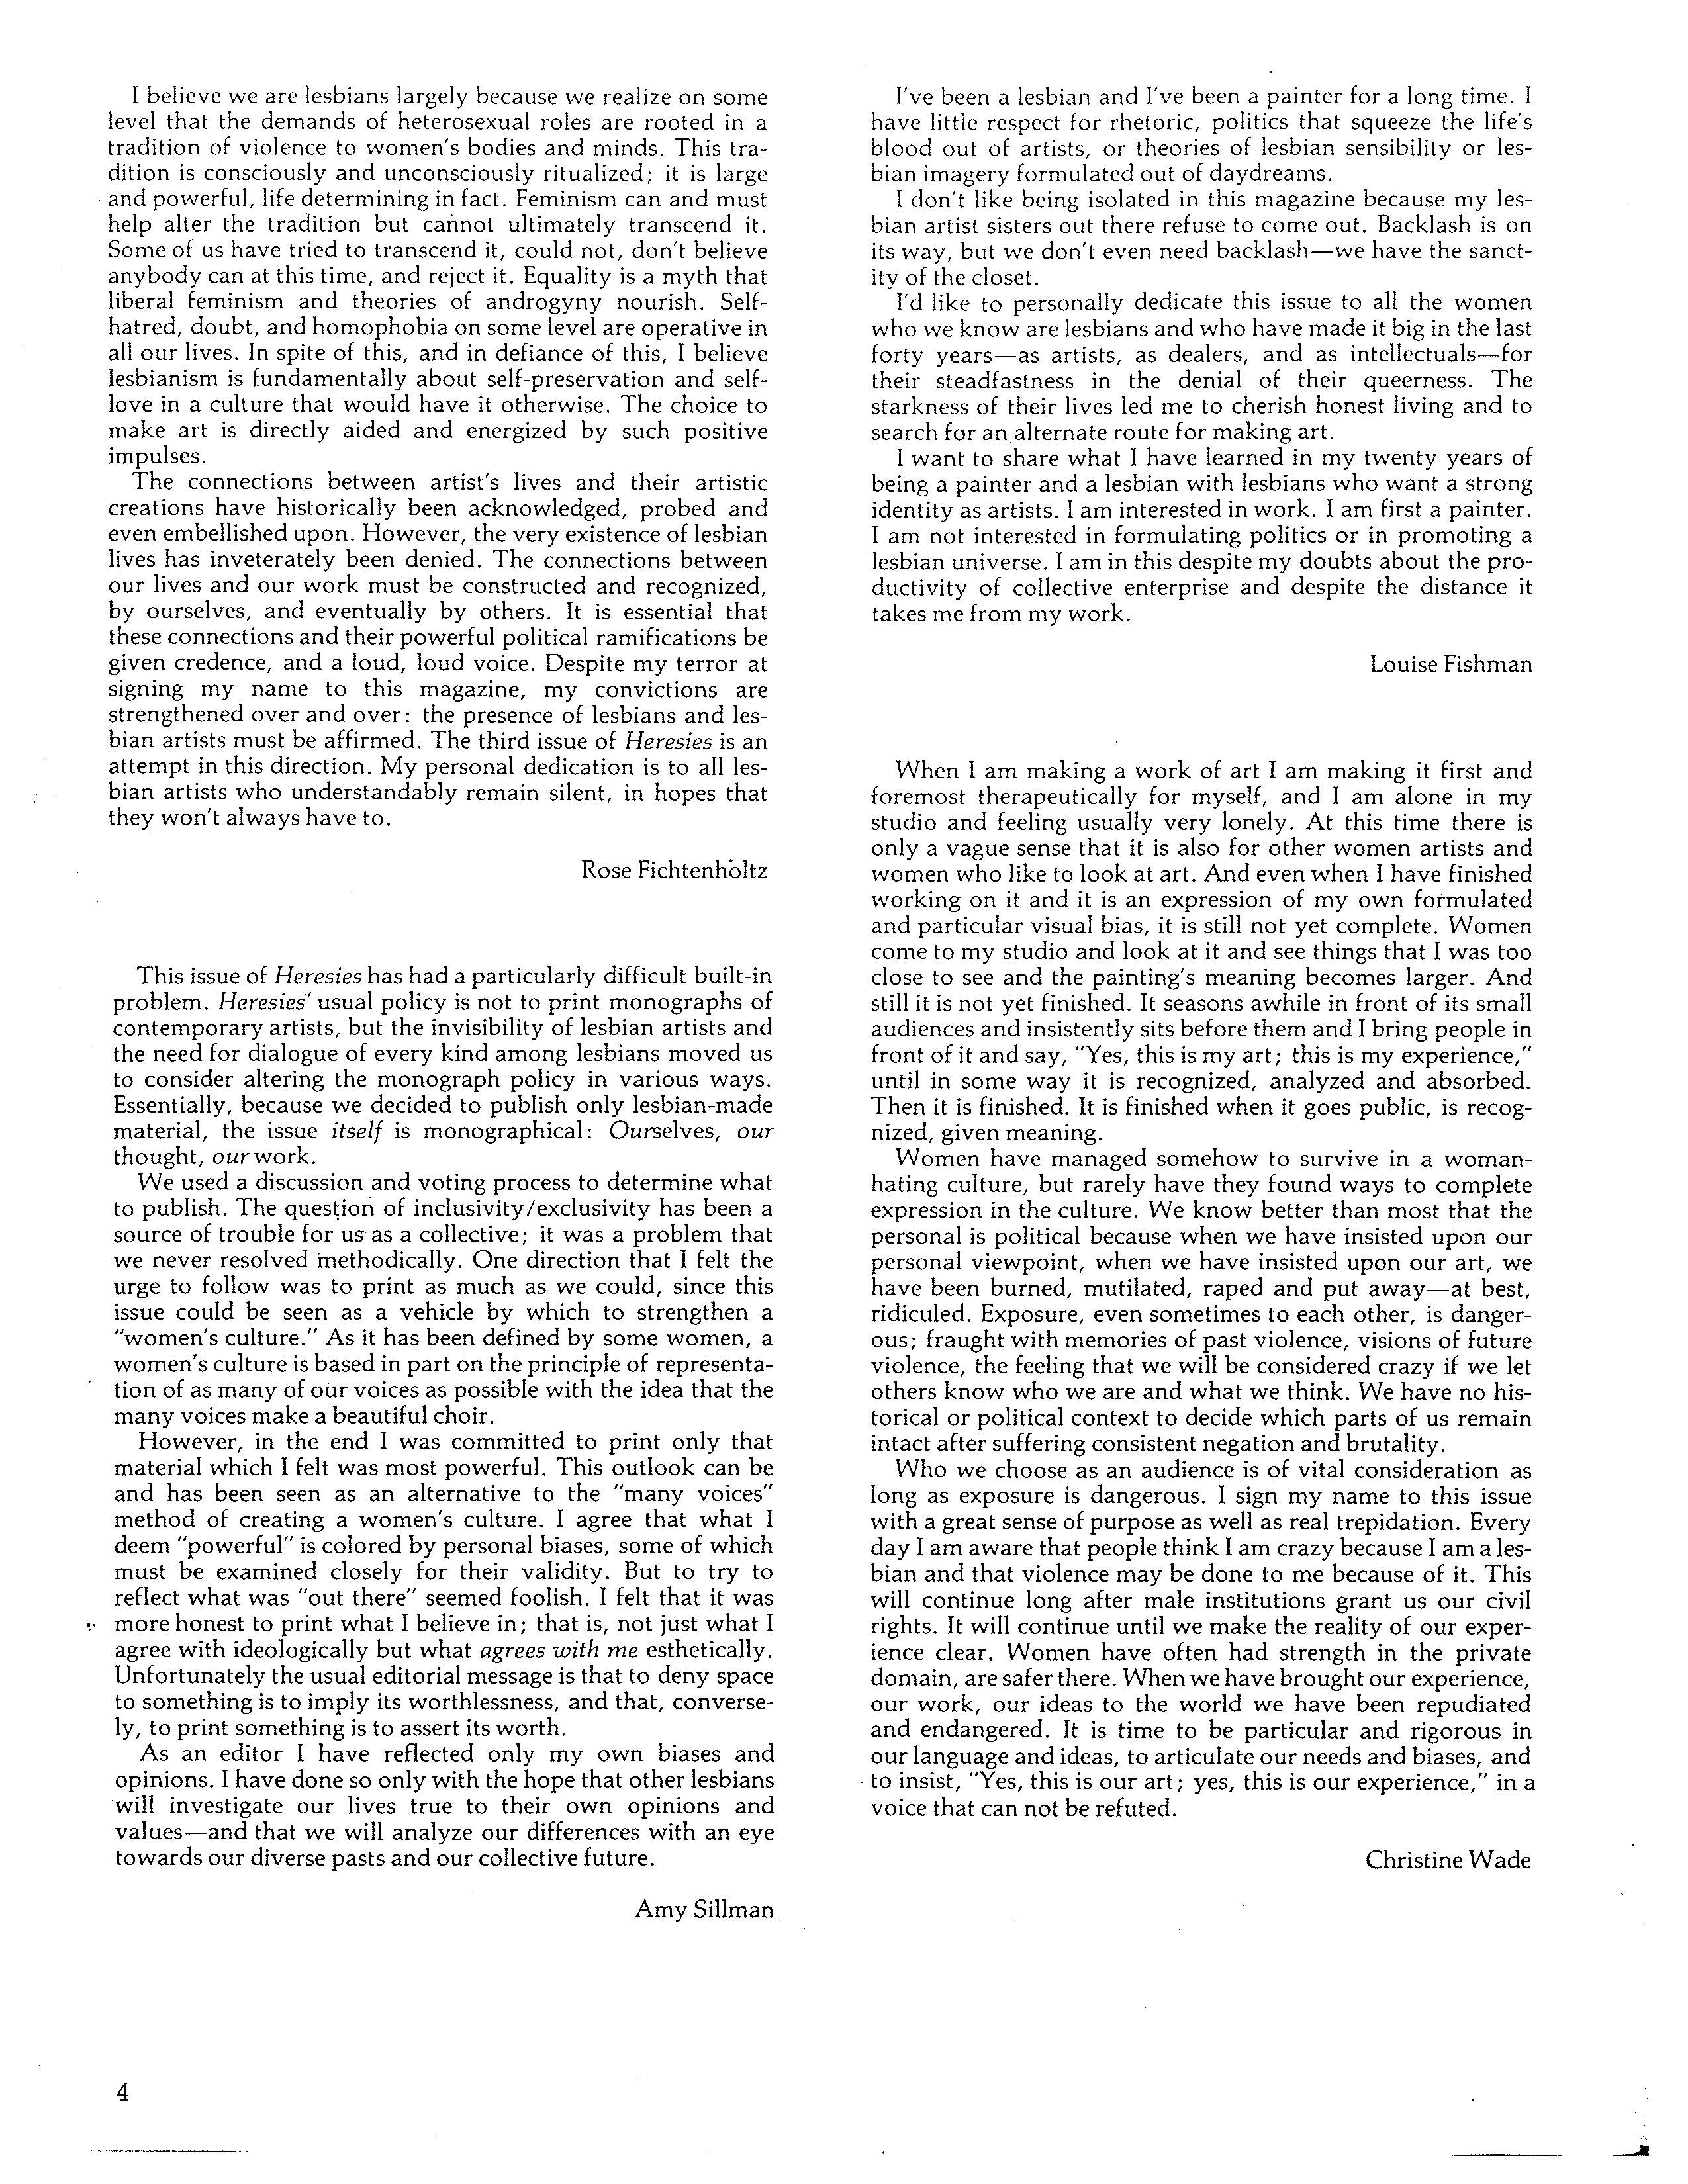 I believe we are lesbians largely because we realize on some
level that the demands of heterosexual roles are rooted in a
tradition of violence to women's bodies and minds. This tra-
dition is consciously and unconsciously ritualized; it is large
and powerful, life determining in fact. Feminism can and must
help alter the tradition but cannot ultimately transcend it.
Some of us have tried to transcend it, could not, don't believe
anybody can at this time, and reject it. Equality is a myth that
liberal feminism and theories of androgyny nourish. Self-
hatred, doubt, and homophobia on some level are operative in
all our lives. In spite of this, and in defiance of this, I believe
lesbianism is fundamentally about self-preservation and self-
love in a culture that would have it otherwise. The choice to
make art is directly aided and energized by such positive
impulses.
The connections between artist's lives and their artistic
creations have historically been acknowledged, probed and
even embellished upon. However, the very existence of lesbian
lives has inveterately been denied. The connections between
our lives and our work must be constructed and recognized,
by ourselves, and eventually by others. It is essential that
these connections and their powerful political ramifications be
given credence, and a loud, loud voice. Despite my terror at
signing my name to this magazine, my convictions are
strengthened over and over: the presence of lesbians and les-
bian artists must be affirmed. The third issue of Heresies is an
attempt in this direction. My personal dedication is to all les-
bian artists who understandably remain silent, in hopes that
they won't always have to.
Rose Fichtenholtz
This issue of Heresies has had a particularly difficult built-in
problem. Heresies' usual policy is not to print monographs of
contemporary artists, but the invisibility of lesbian artists and
the need for dialogue of every kind among lesbians moved us
to consider altering the monograph policy in various ways.
Essentially, because we decided to publish only lesbian-made
material, the issue itself is monographical: Ourselves, our
thought, our work.
We used a discussion and voting process to determine what
to publish. The question of inclusivity/exclusivity has been a
source of trouble for us as a collective; it was a problem that
we never resolved methodically. One direction that I felt the
urge to follow was to print as much as we could, since this
issue could be seen as a vehicle by which to strengthen a
"women's culture." As it has been defined by some women, a
women's culture is based in part on the principle of representa-
tion of as many of our voices as possible with the idea that the
many voices make a beautiful choir.
However, in the end I was committed to print only that
material which I felt was most powerful. This outlook can be
and has been seen as an alternative to the "many voices"
method of creating a women's culture. I agree that what I
deem "powerful" is colored by personal biases, some of which
must be examined closely for their validity. But to try to
reflect what was "out there" seemed foolish. I felt that it was
more honest to print what I believe in; that is, not just what I
agree with ideologically but what agrees with me esthetically.
Unfortunately the usual editorial message is that to deny space
to something is to imply its worthlessness, and that, converse-
ly, to print something is to assert its worth.
As an editor I have reflected only my own biases and
opinions. I have done so only with the hope that other lesbians
will investigate our lives true to their own opinions and
values—and that we will analyze our differences with an eye
towards our diverse pasts and our collective future.
Amy Sillman
I've been a lesbian and I've been a painter for a long time. I
have little respect for rhetoric, politics that squeeze the life's
blood out of artists, or theories of lesbian sensibility or les-
bian imagery formulated out of daydreams.
I don't like being isolated in this magazine because my les-
bian artist sisters out there refuse to come out. Backlash is on
its way, but we don't even need backlash—we have the sanct-
ity of the closet.
I'd like to personally dedicate this issue to all the women
who we know are lesbians and who have made it big in the last
forty years—as artists, as dealers, and as intellectuals—for
their steadfastness in the denial of their queerness. The
starkness of their lives led me to cherish honest living and to
search for an alternate route for making art.
I want to share what I have learned in my twenty years of
being a painter and a lesbian with lesbians who want a strong
identity as artists. I am interested in work. I am first a painter.
I am not interested in formulating politics or in promoting a
lesbian universe. I am in this despite my doubts about the pro-
ductivity of collective enterprise and despite the distance it
takes me from my work.
Louise Fishman
When I am making a work of art I am making it first and
foremost therapeutically for myself, and I am alone in my
studio and feeling usually very lonely. At this time there is
only a vague sense that it is also for other women artists and
women who like to look at art. And even when I have finished
working on it and it is an expression of my own formulated
and particular visual bias, it is still not yet complete. Women
come to my studio and look at it and see things that I was too
close to see and the painting's meaning becomes larger. And
still it is not yet finished. It seasons awhile in front of its small
audiences and insistently sits before them and I bring people in
front of it and say, "Yes, this is my art; this is my experience,"
until in some way it is recognized, analyzed and absorbed.
Then it is finished. It is finished when it goes public, is recog-
nized, given meaning.
Women have managed somehow to survive in a woman-
hating culture, but rarely have they found ways to complete
expression in the culture. We know better than most that the
personal is political because when we have insisted upon our
personal viewpoint, when we have insisted upon our art, we
have been burned, mutilated, raped and put away—at best,
ridiculed. Exposure, even sometimes to each other, is danger-
ous; fraught with memories of past violence, visions of future
violence, the feeling that we will be considered crazy if we let
others know who we are and what we think. We have no his-
torical or political context to decide which parts of us remain
intact after suffering consistent negation and brutality.
Who we choose as an audience is of vital consideration as
long as exposure is dangerous. I sign my name to this issue
with a great sense of purpose as well as real trepidation. Every
day I am aware that people think I am crazy because I am a les-
bian and that violence may be done to me because of it. This
will continue long after male institutions grant us our civil
rights. It will continue until we make the reality of our exper-
ience clear. Women have often had strength in the private
domain, are safer there. When we have brought our experience,
our work, our ideas to the world we have been repudiated
and endangered. It is time to be particular and rigorous in
our language and ideas, to articulate our needs and biases, and
to insist, "Yes, this is our art; yes, this is our experience," in a
voice that can not be refuted.
Christine Wade
4